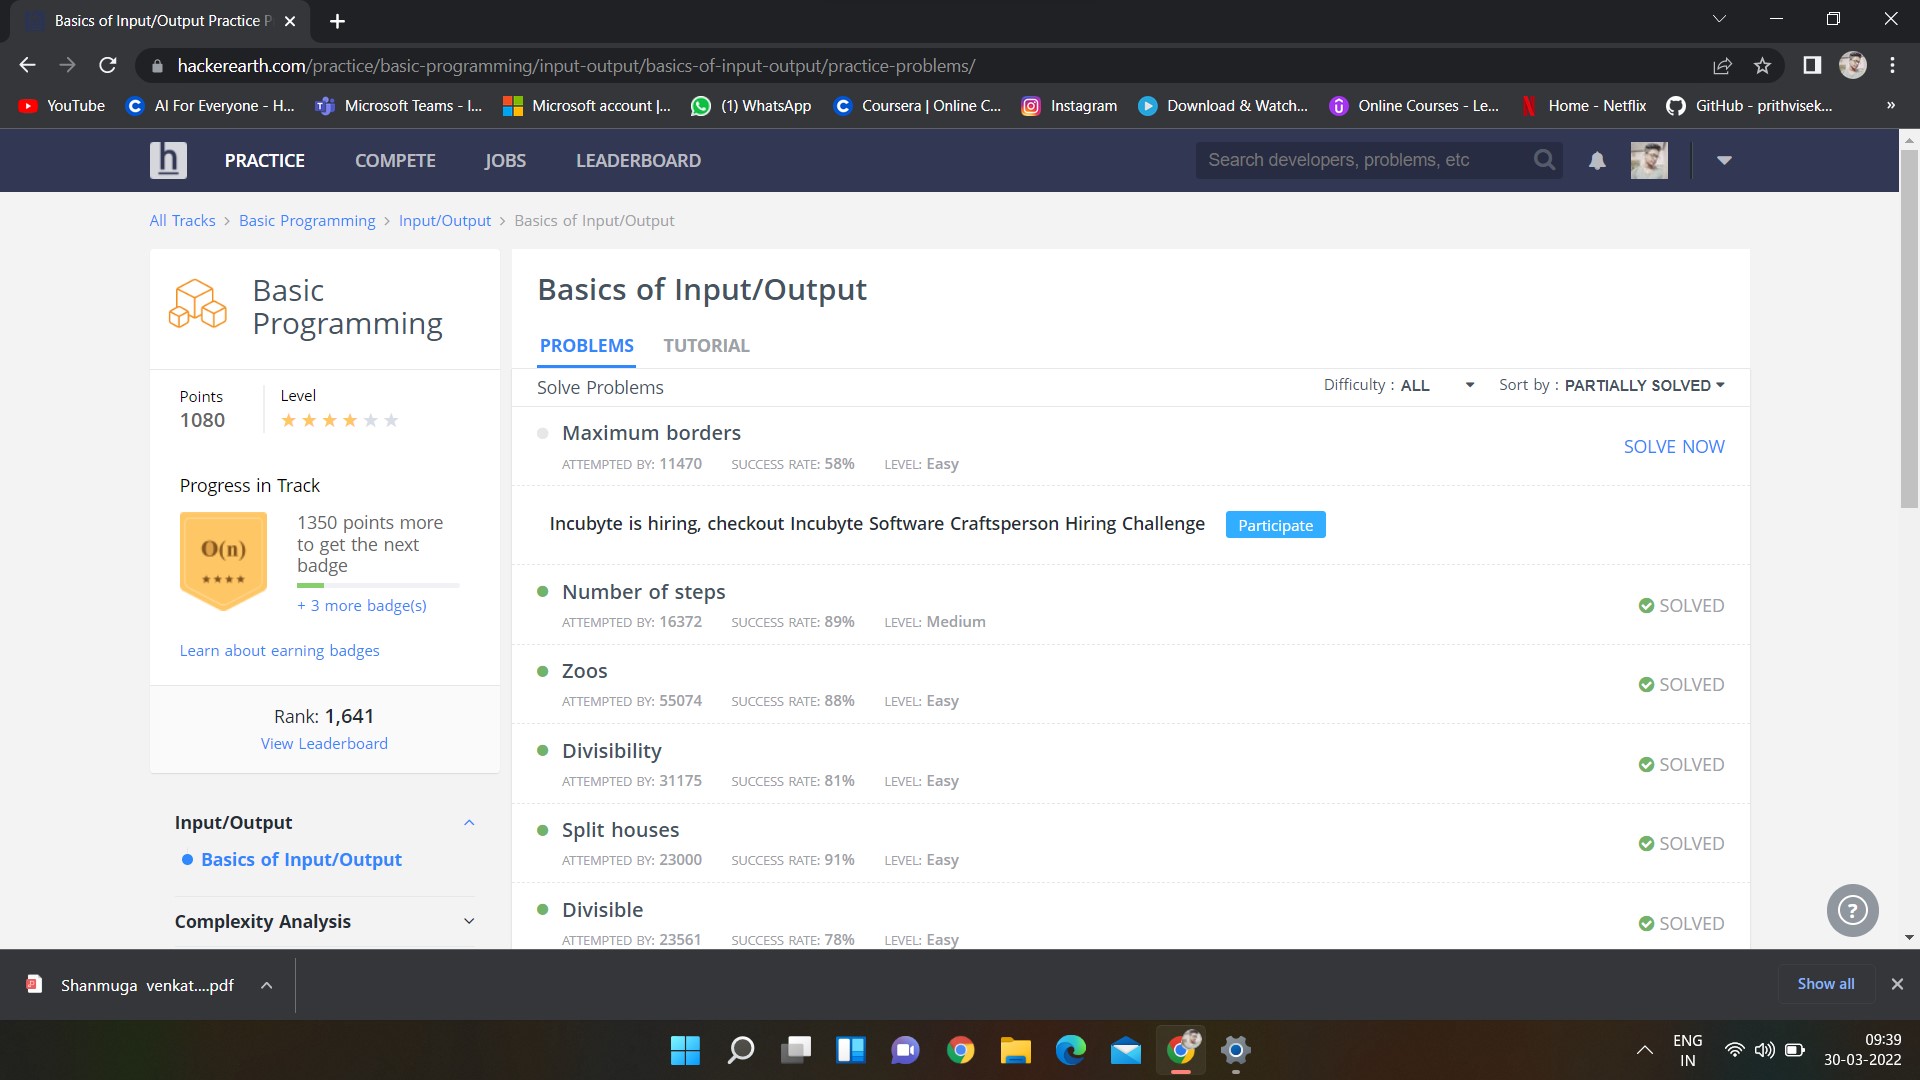 Basics of Input/Output Practice P
hackerearth.com/practice/basic-programming/input-output/basics-of-input-output/practice-problems/
YouTube
AI For Everyone - H...
Microsoft Teams - I...
Microsoft account |...
(1) WhatsApp
Coursera | Online C...
Instagram
Download & Watch...
Online Courses - Le...
Home - Netflix
GitHub - prithvisek...
»
h
PRACTICE
COMPETE
JOBS
LEADERBOARD
Search developers, problems, etc
All Tracks > Basic Programming > Input/Output > Basics of Input/Output
Basic
Programming
Points
1080
Level
Progress in Track
O(n)
1350 points more
to get the next
badge
+ 3 more badge(s)
Learn about earning badges
Rank: 1,641
View Leaderboard
Input/Output
Basics of Input/Output
Complexity Analysis
Basics of Input/Output
PROBLEMS
TUTORIAL
Solve Problems
Difficulty : ALL
Sort by : PARTIALLY SOLVED
Maximum borders
ATTEMPTED BY: 11470 SUCCESS RATE: 58% LEVEL: Easy
SOLVE NOW
Incubyte is hiring, checkout Incubyte Software Craftsperson Hiring Challenge
Participate
Number of steps
ATTEMPTED BY: 16372 SUCCESS RATE: 89% LEVEL: Medium
SOLVED
Zoos
ATTEMPTED BY: 55074 SUCCESS RATE: 88% LEVEL: Easy
SOLVED
Divisibility
ATTEMPTED BY: 31175 SUCCESS RATE: 81% LEVEL: Easy
SOLVED
Split houses
ATTEMPTED BY: 23000 SUCCESS RATE: 91% LEVEL: Easy
SOLVED
Divisible
ATTEMPTED BY: 23561 SUCCESS RATE: 78% LEVEL: Easy
SOLVED
?
Shanmuga venkat....pdf
Show all
ENG
IN
09:39
30-03-2022